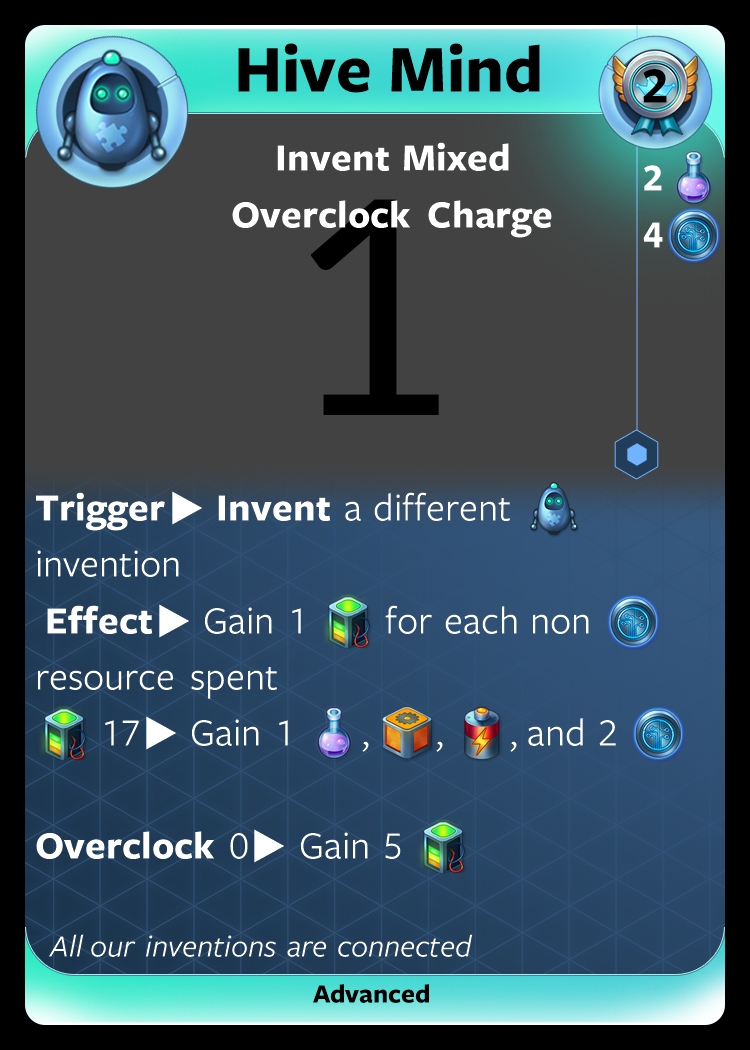 Hive Mind
2
Invent Mixed
2
Overclock Charge
4
1
Trigger▶ Invent a different
invention
Effect▶ Gain 1 for each non
resource spent
17▶ Gain 1 , , , and 2
Overclock 0▶ Gain 5
All our inventions are connected
Advanced